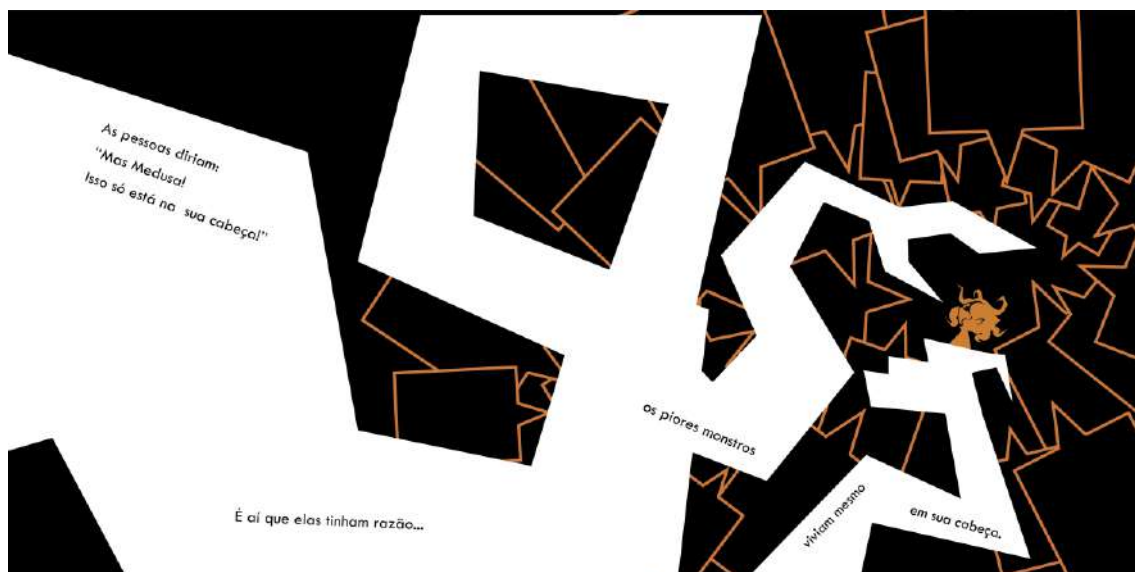 As pessoas diriam:
"Mas Medusa!
Isso só está na sua cabeça!"
É aí que elas tinham razão...
os piores monstros
viviam mesmo
em sua cabeça.